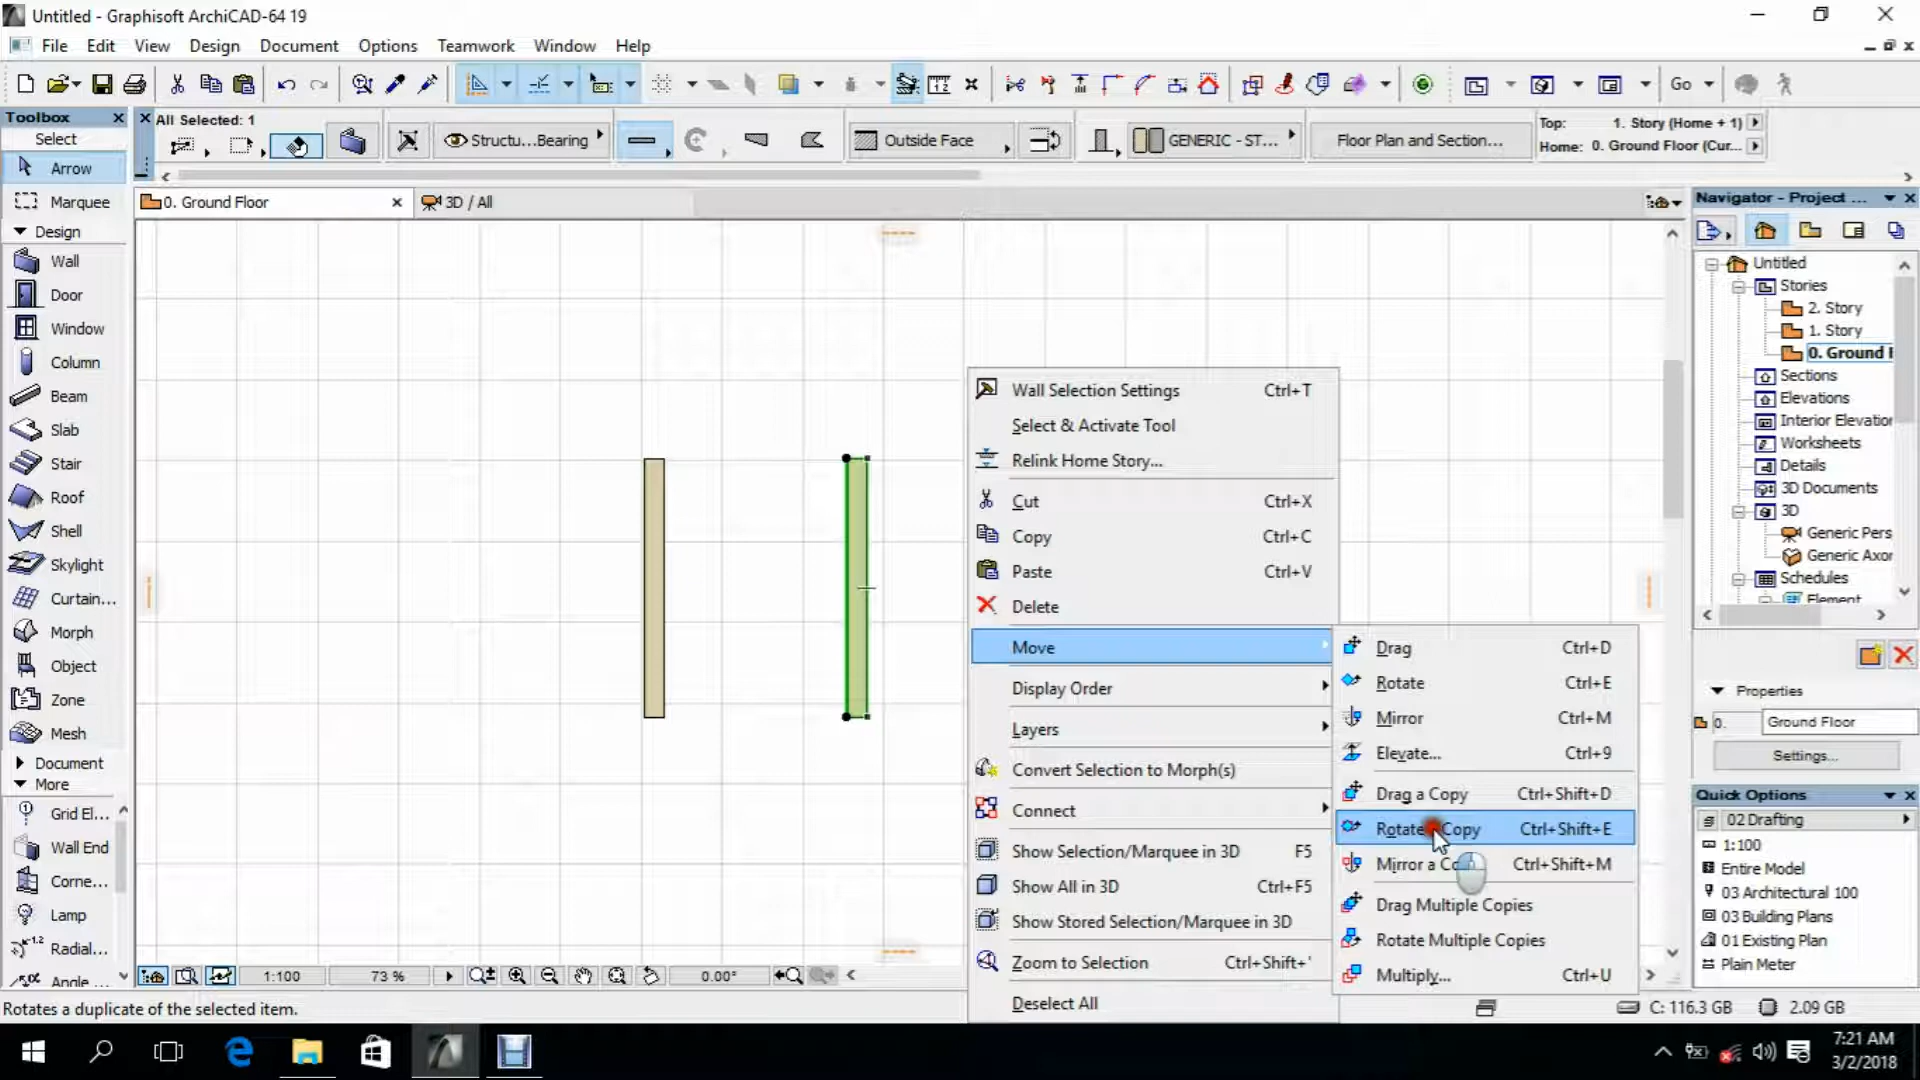 Untitled - Graphisoft ArchiCAD-64 19
File Edit View Design Document Options Teamwork Window Help
Go
Toolbox
Select
Arrow
Marquee
Design
Wall
Door
Window
Column
Beam
Slab
Stair
Roof
Shell
Skylight
Curtain...
Morph
Object
Zone
Mesh
Document
More
Grid El...
Wall End
Corne...
Lamp
Radial...
Angle ...
All Selected: 1
Structu...Bearing
Outside Face
GENERIC - ST...
Floor Plan and Section...
Top: 1. Story (Home + 1)
Home: 0. Ground Floor (Cur...
0. Ground Floor
3D / All
Wall Selection Settings Ctrl+T
Select & Activate Tool
Relink Home Story...
Cut Ctrl+X
Copy Ctrl+C
Paste Ctrl+V
Delete
Move
Display Order
Layers
Convert Selection to Morph(s)
Connect
Show Selection/Marquee in 3D F5
Show All in 3D Ctrl+F5
Show Stored Selection/Marquee in 3D
Zoom to Selection Ctrl+Shift+'
Deselect All
Drag Ctrl+D
Rotate Ctrl+E
Mirror Ctrl+M
Elevate... Ctrl+9
Drag a Copy Ctrl+Shift+D
Rotate Copy Ctrl+Shift+E
Mirror a Co Ctrl+Shift+M
Drag Multiple Copies
Rotate Multiple Copies
Multiply... Ctrl+U
Navigator - Project ...
Untitled
Stories
2. Story
1. Story
0. Ground F
Sections
Elevations
Interior Elevation
Worksheets
Details
3D Documents
3D
Generic Pers
Generic Axor
Schedules
Element
Properties
0. Ground Floor
Settings...
Quick Options
02 Drafting
1:100
Entire Model
03 Architectural 100
03 Building Plans
01 Existing Plan
Plain Meter
1:100 73 % 0.00°
Rotates a duplicate of the selected item.
C: 116.3 GB 2.09 GB
7:21 AM
3/2/2018